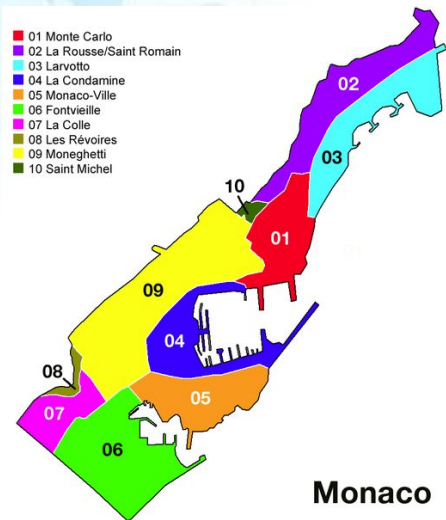 01 Monte Carlo
02 La Rousse/Saint Romain
03 Larvotto
04 La Condamine
05 Monaco-Ville
06 Fontvieille
07 La Colle
08 Les Révoires
09 Moneghetti
10 Saint Michel
02
03
10
01
09
04
08
05
07
06
Monaco